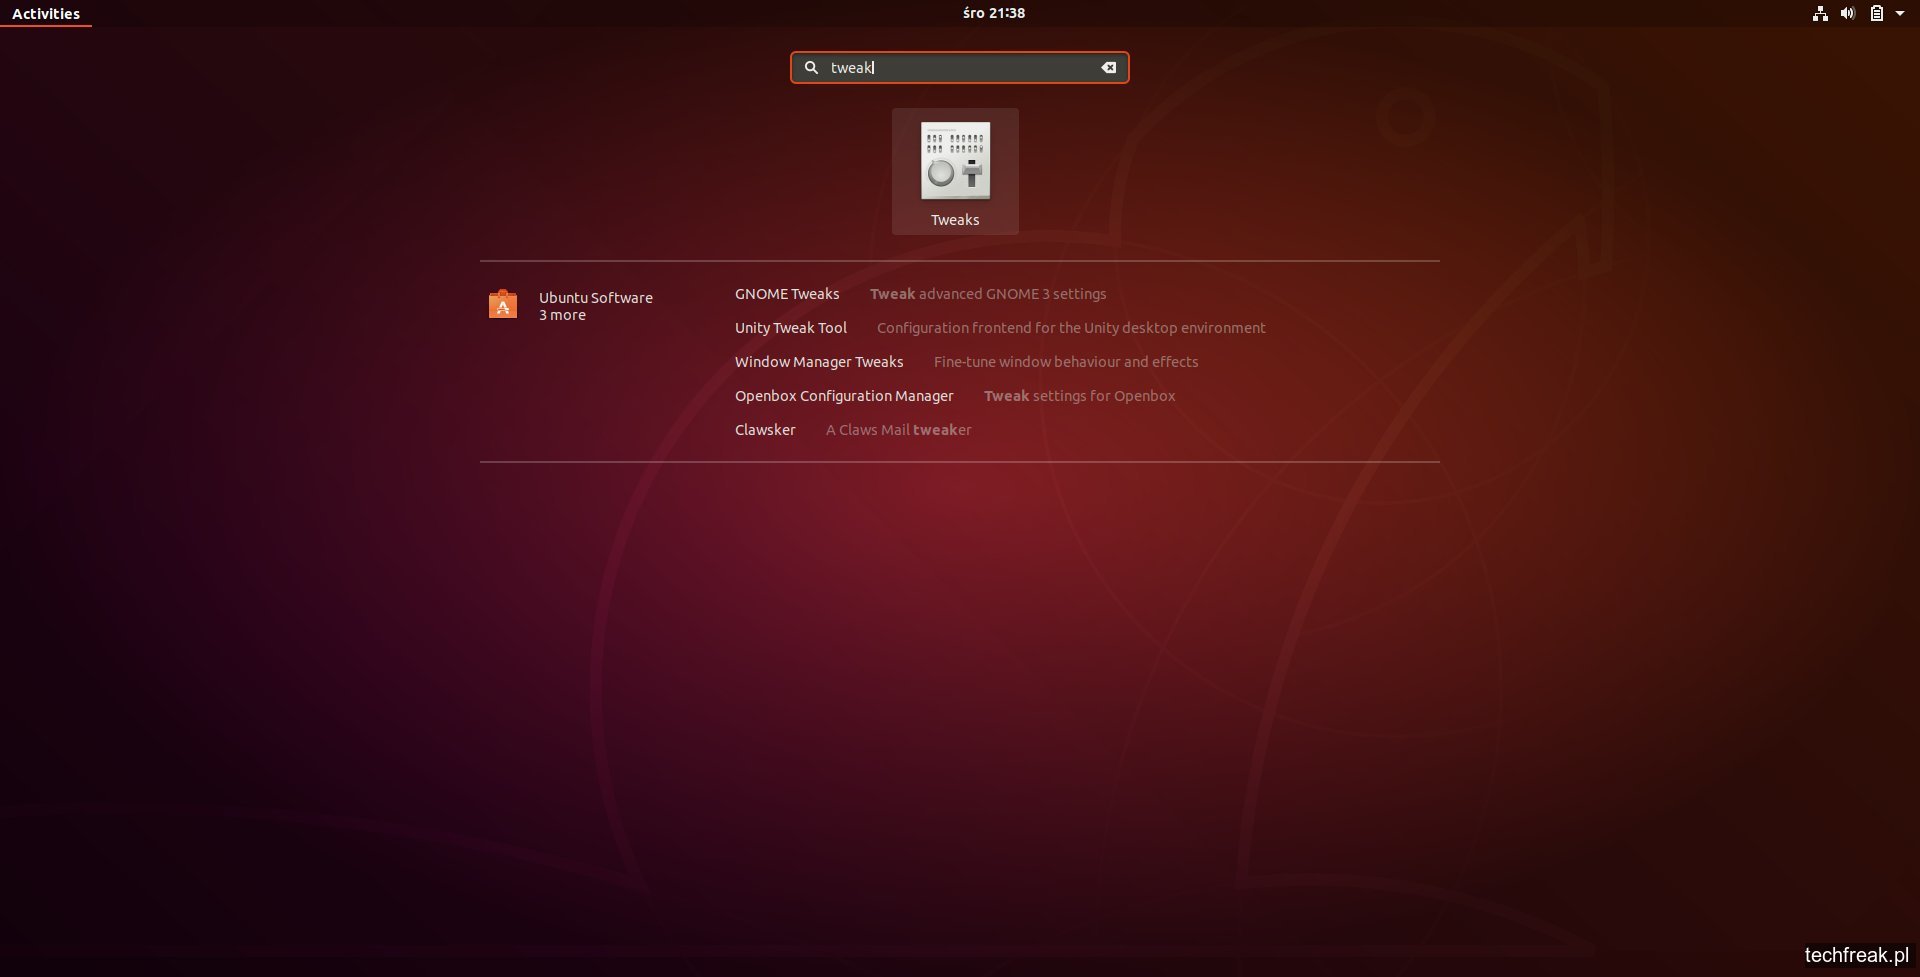 Activities
śro 21:38
tweak
Tweaks
Ubuntu Software
3 more
GNOME Tweaks Tweak advanced GNOME 3 settings
Unity Tweak Tool Configuration frontend for the Unity desktop environment
Window Manager Tweaks Fine-tune window behaviour and effects
Openbox Configuration Manager Tweak settings for Openbox
Clawsker A Claws Mail tweaker
techfreak.pl